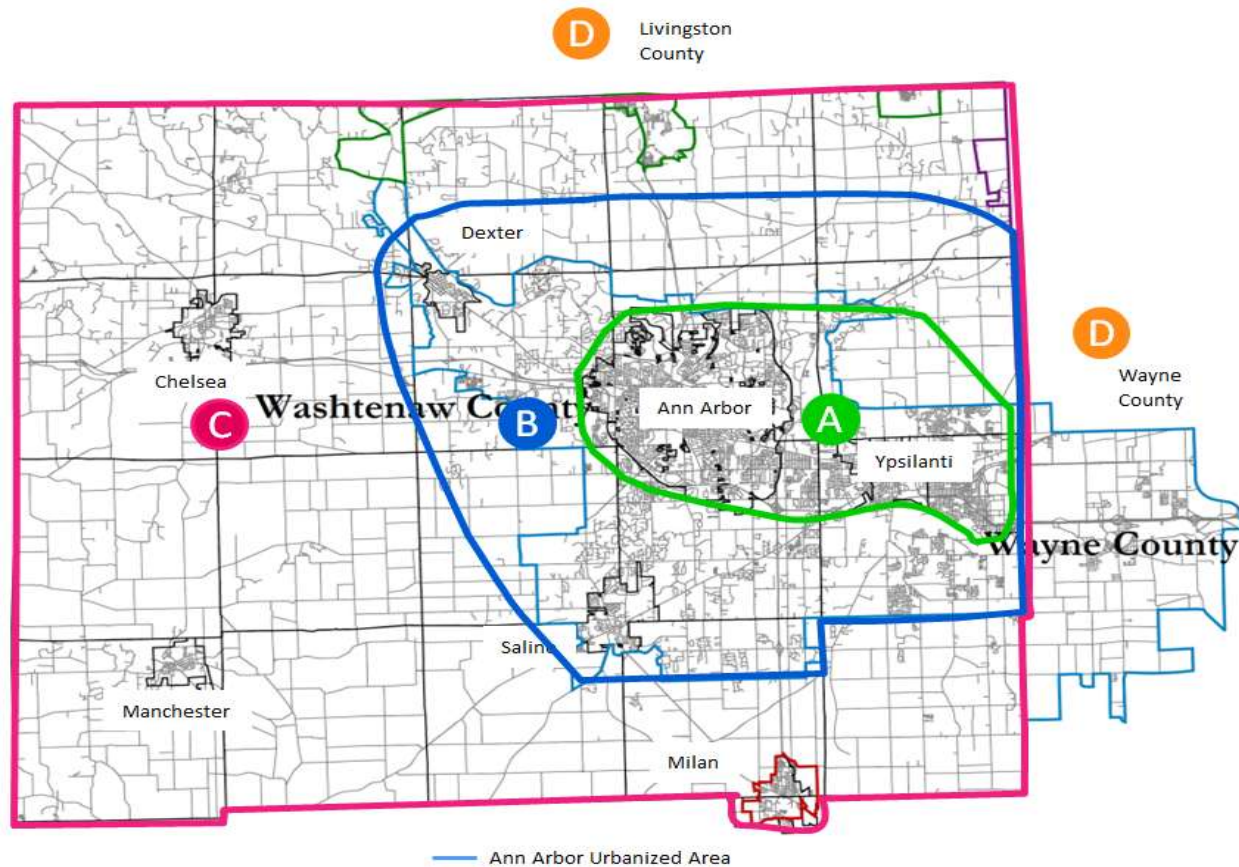 D
Livingston
County
Dexter
D
Chelsea
Wayne
County
Washtenaw County
Ann Arbor
C
B
A
Ypsilanti
Wayne County
Saline
Manchester
Milan
Ann Arbor Urbanized Area